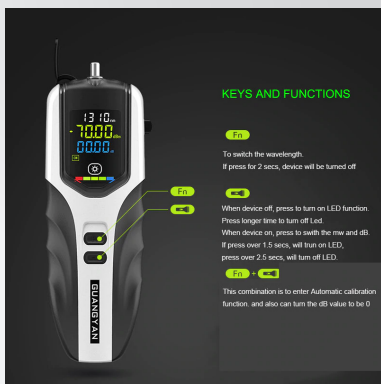 KEYS AND FUNCTIONS
Fn
To switch the wavelength.
If press for 2 secs, device will be turned off
When device off, press to turn on LED function.
Press longer time to turn off Led.
When device on, press to swith the mw and dB.
If press over 1.5 secs, will trun on LED,
press over 2.5 secs, will turn off LED.
Fn +
This combination is to enter Automatic calibration
function. and also can turn the dB value to be 0
1310nm
-70.00dBm
00.00
Fn
GUANGYAN